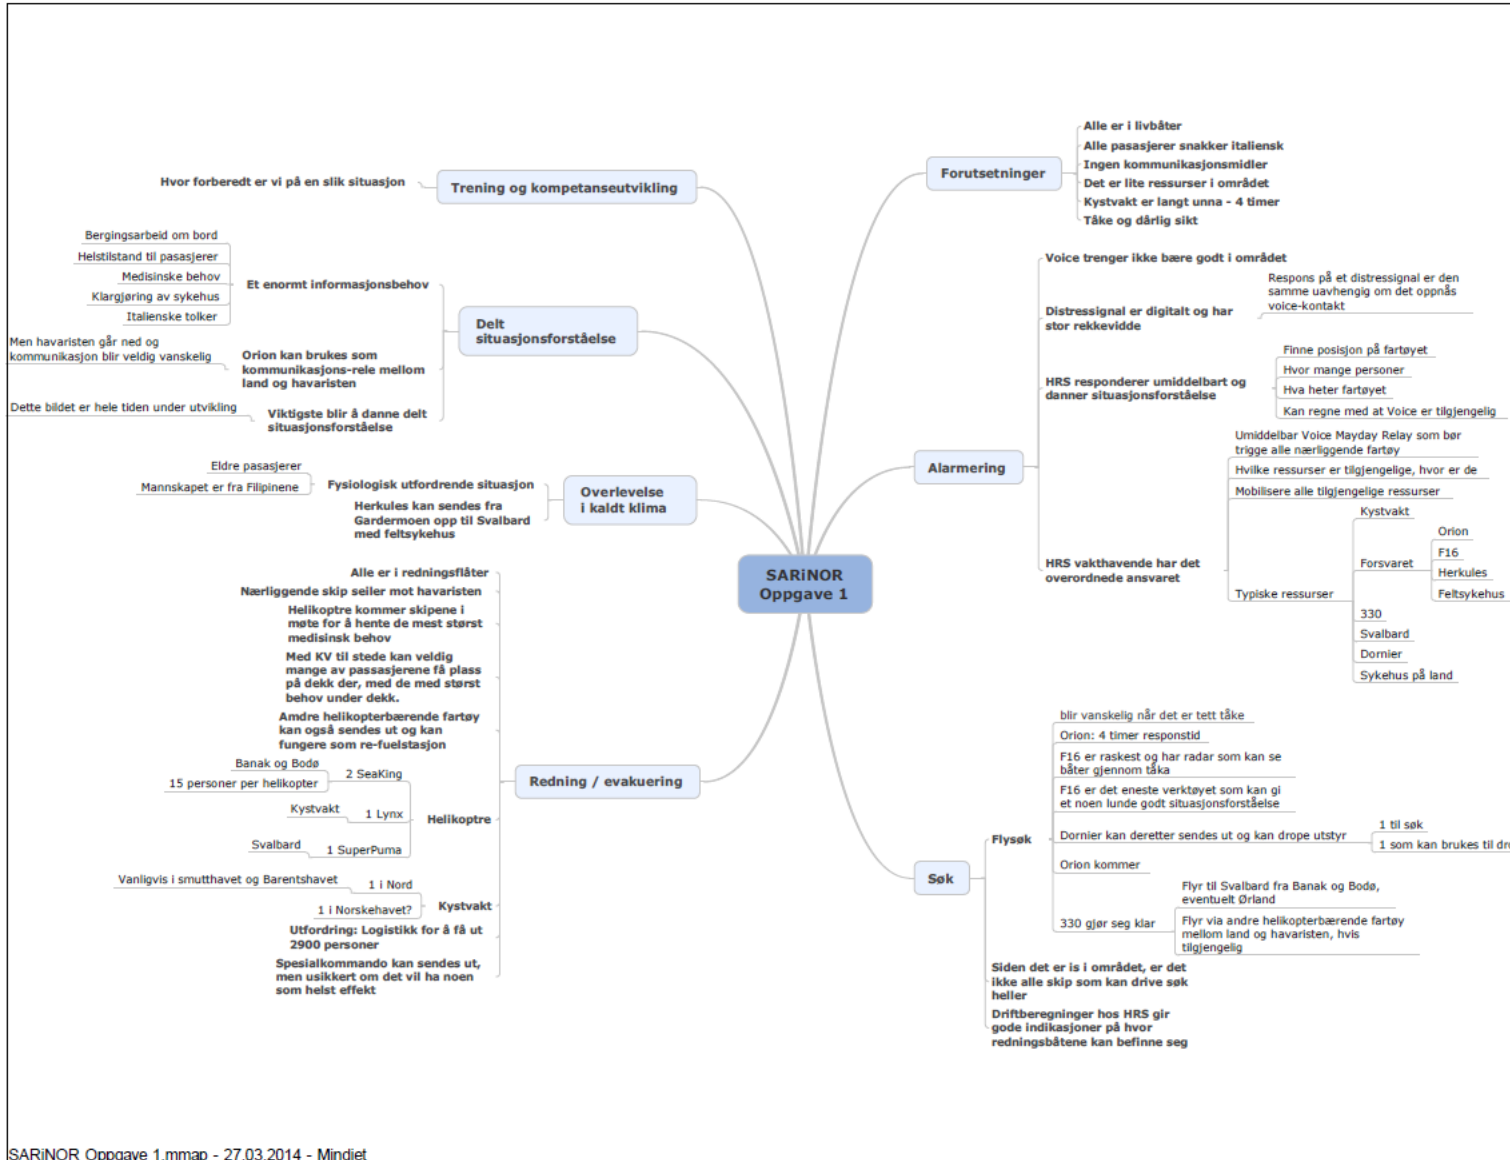 SARiNOR
Oppgave 1
Forutsetninger
Alle er i livbåter
Alle pasasjerer snakker italiensk
Ingen kommunikasjonsmidler
Det er lite ressurser i området
Kystvakt er langt unna - 4 timer
Tåke og dårlig sikt
Alarmering
Voice trenger ikke bære godt i området
Distressignal er digitalt og har
stor rekkevidde
Respons på et distressignal er den
samme uavhengig om det oppnås
voice-kontakt
HRS responderer umiddelbart og
danner situasjonsforståelse
Finne posisjon på fartøyet
Hvor mange personer
Hva heter fartøyet
Kan regne med at Voice er tilgjengelig
HRS vakthavende har det
overordnede ansvaret
Umiddelbar Voice Mayday Relay som bør
trigge alle nærliggende fartøy
Hvilke ressurser er tilgjengelige, hvor er de
Mobilisere alle tilgjengelige ressurser
Typiske ressurser
Kystvakt
Forsvaret
Orion
F16
Herkules
Feltsykehus
330
Svalbard
Dornier
Sykehus på land
Søk
Flysøk
blir vanskelig når det er tett tåke
Orion: 4 timer responstid
F16 er raskest og har radar som kan se
båter gjennom tåka
F16 er det eneste verktøyet som kan gi
et noen lunde godt situasjonsforståelse
Dornier kan deretter sendes ut og kan drope utstyr
1 til søk
1 som kan brukes til dro
Orion kommer
330 gjør seg klar
Flyr til Svalbard fra Banak og Bodø,
eventuelt Ørland
Flyr via andre helikopterbærende fartøy
mellom land og havaristen, hvis
tilgjengelig
Siden det er is i området, er det
ikke alle skip som kan drive søk
heller
Driftberegninger hos HRS gir
gode indikasjoner på hvor
redningsbåtene kan befinne seg
Trening og kompetanseutvikling
Hvor forberedt er vi på en slik situasjon
Delt
situasjonsforståelse
Et enormt informasjonsbehov
Bergingsarbeid om bord
Helstilstand til pasasjerer
Medisinske behov
Klargjøring av sykehus
Italienske tolker
Orion kan brukes som
kommunikasjons-rele mellom
land og havaristen
Men havaristen går ned og
kommunikasjon blir veldig vanskelig
Viktigste blir å danne delt
situasjonsforståelse
Dette bildet er hele tiden under utvikling
Overlevelse
i kaldt klima
Fysiologisk utfordrende situasjon
Eldre pasasjerer
Mannskapet er fra Filipinene
Herkules kan sendes fra
Gardermoen opp til Svalbard
med feltsykehus
Redning / evakuering
Alle er i redningsflåter
Nærliggende skip seiler mot havaristen
Helikoptre kommer skipene i
møte for å hente de mest størst
medisinsk behov
Med KV til stede kan veldig
mange av passasjerene få plass
på dekk der, med de med størst
behov under dekk.
Amdre helikopterbærende fartøy
kan også sendes ut og kan
fungere som re-fuelstasjon
Helikoptre
2 SeaKing
Banak og Bodø
15 personer per helikopter
1 Lynx
Kystvakt
1 SuperPuma
Svalbard
Kystvakt
1 i Nord
Vanligvis i smutthavet og Barentshavet
1 i Norskehavet?
Utfordring: Logistikk for å få ut
2900 personer
Spesialkommando kan sendes ut,
men usikkert om det vil ha noen
som helst effekt
SARiNOR Oppgave 1.mmap - 27.03.2014 - Mindjet